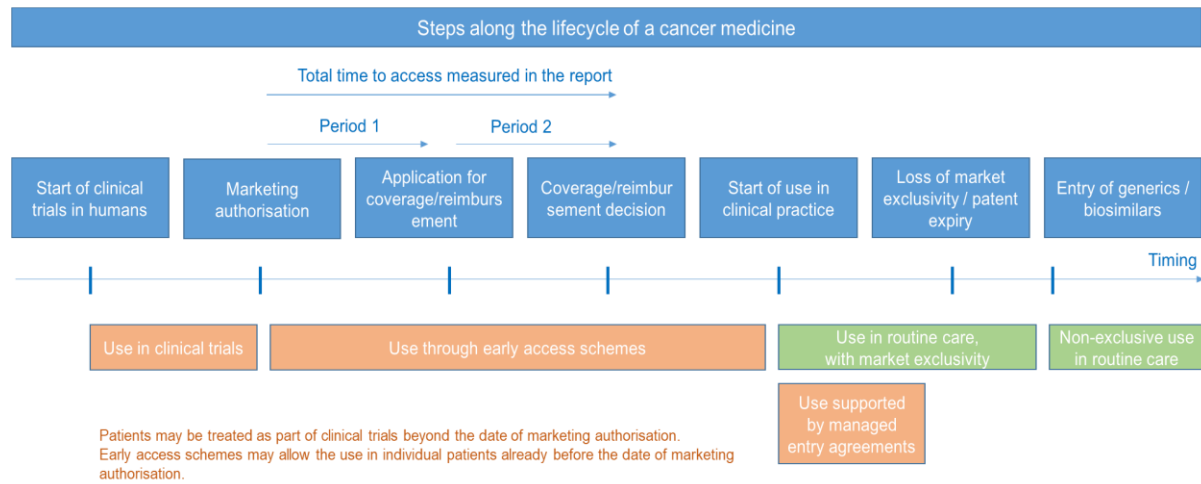 Steps along the lifecycle of a cancer medicine
Total time to access measured in the report
Period 1
Period 2
Start of clinical
trials in humans
Marketing
authorisation
Application for
coverage/reimburs
ement
Coverage/reimbur
sement decision
Start of use in
clinical practice
Loss of market
exclusivity / patent
expiry
Entry of generics /
biosimilars
Timing
Use in clinical trials
Use through early access schemes
Use in routine care,
with market exclusivity
Non-exclusive use
in routine care
Use supported
by managed
entry agreements
Patients may be treated as part of clinical trials beyond the date of marketing authorisation.
Early access schemes may allow the use in individual patients already before the date of marketing
authorisation.